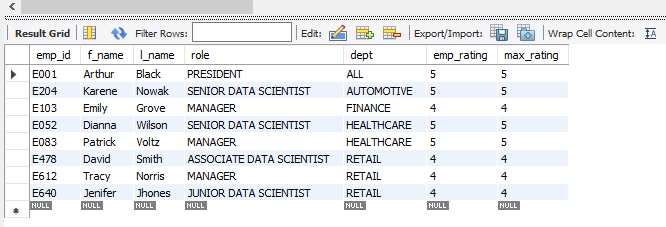 Result Grid Filter Rows: Edit: Export/Import: Wrap Cell Content:
emp_id f_name l_name role dept emp_rating max_rating
E001 Arthur Black PRESIDENT ALL 5 5
E204 Karene Nowak SENIOR DATA SCIENTIST AUTOMOTIVE 5 5
E103 Emily Grove MANAGER FINANCE 4 4
E052 Dianna Wilson SENIOR DATA SCIENTIST HEALTHCARE 5 5
E083 Patrick Voltz MANAGER HEALTHCARE 5 5
E478 David Smith ASSOCIATE DATA SCIENTIST RETAIL 4 4
E612 Tracy Norris MANAGER RETAIL 4 4
E640 Jenifer Jhones JUNIOR DATA SCIENTIST RETAIL 4 4
NULL NULL NULL NULL NULL NULL NULL